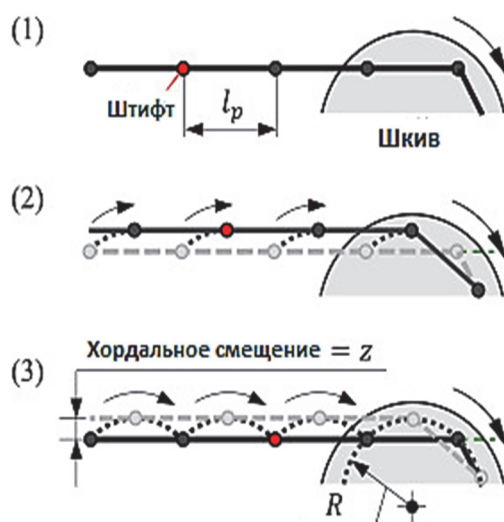 (1)
Штифт
l_p
Шкив
(2)
(3)
Хордальное смещение = z
R